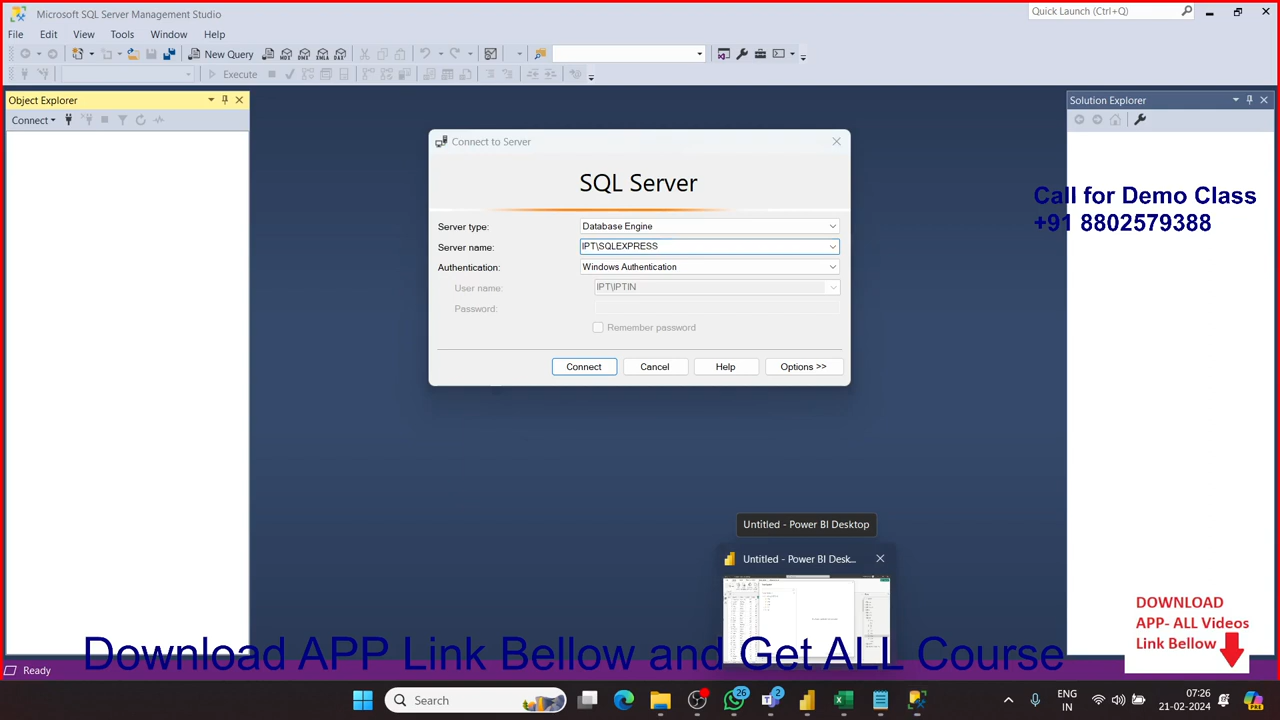 Microsoft SQL Server Management Studio
Quick Launch (Ctrl+Q)
File Edit View Tools Window Help
New Query
Execute
Object Explorer
Connect
Solution Explorer
Connect to Server
SQL Server
Server type: Database Engine
Server name: IPT\SQLEXPRESS
Authentication: Windows Authentication
User name: IPT\IPTIN
Password:
Remember password
Connect Cancel Help Options >>
Call for Demo Class
+91 8802579388
Untitled - Power BI Desktop
Untitled - Power BI Desk...
DOWNLOAD
APP- ALL Videos
Link Bellow
Download APP Link Bellow and Get ALL Course
Ready
Search
26
2
ENG
IN
07:26
21-02-2024